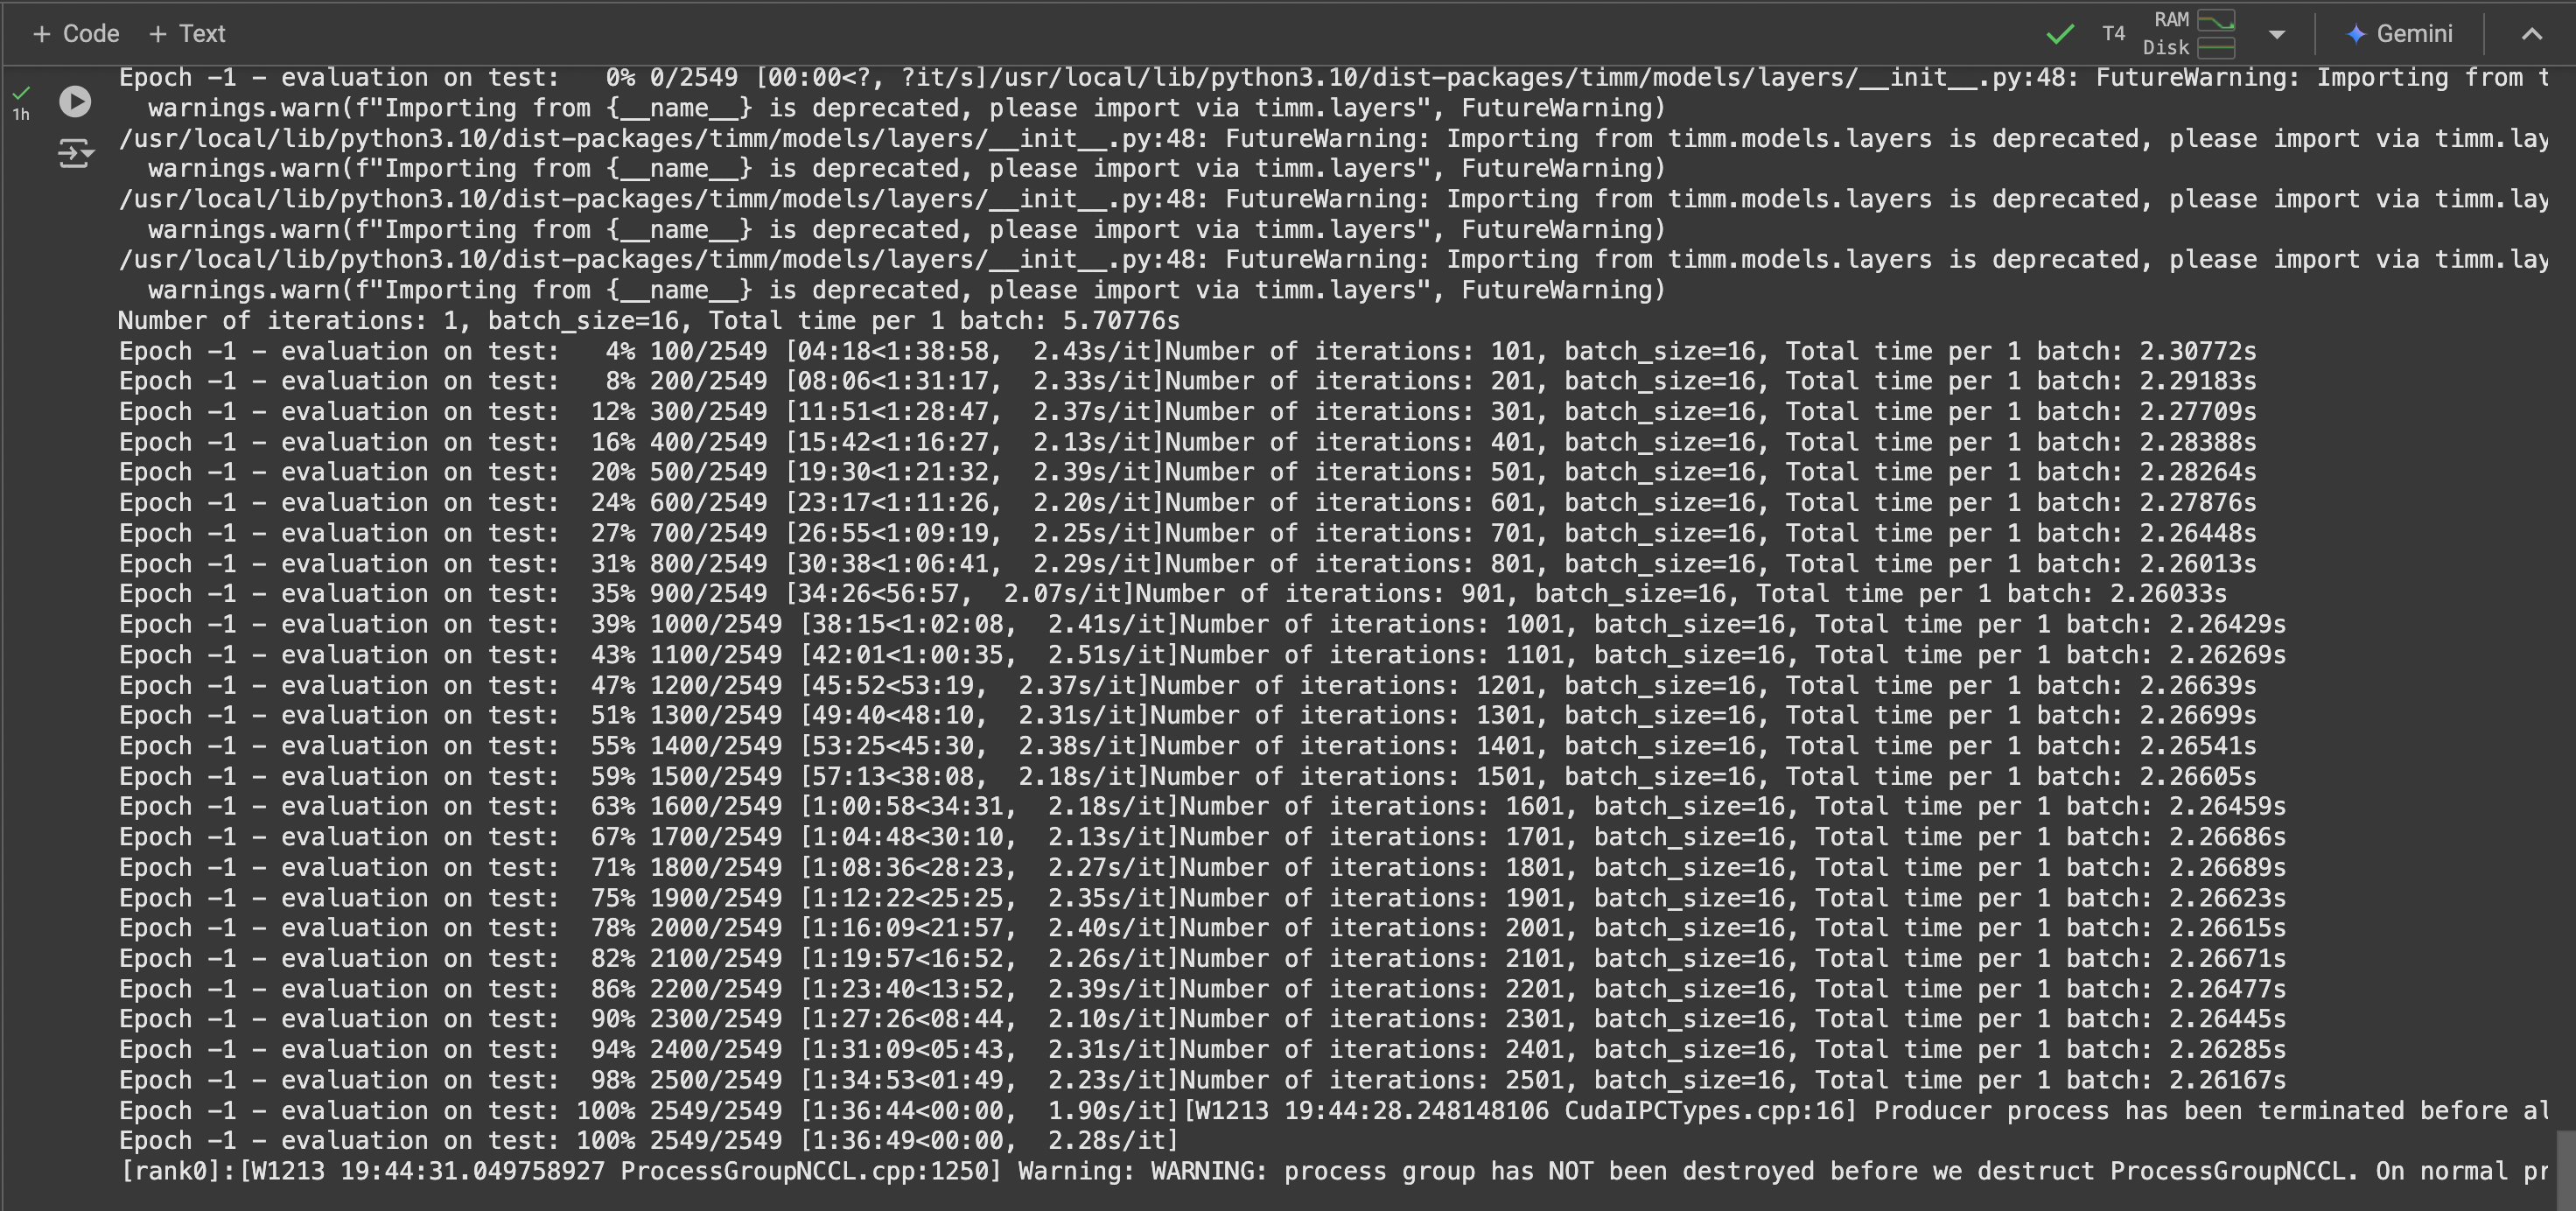 + Code + Text T4 RAM Disk Gemini
1h
Epoch -1 - evaluation on test:   0% 0/2549 [00:00<?, ?it/s]/usr/local/lib/python3.10/dist-packages/timm/models/layers/__init__.py:48: FutureWarning: Importing from t
  warnings.warn(f"Importing from {__name__} is deprecated, please import via timm.layers", FutureWarning)
/usr/local/lib/python3.10/dist-packages/timm/models/layers/__init__.py:48: FutureWarning: Importing from timm.models.layers is deprecated, please import via timm.lay
  warnings.warn(f"Importing from {__name__} is deprecated, please import via timm.layers", FutureWarning)
/usr/local/lib/python3.10/dist-packages/timm/models/layers/__init__.py:48: FutureWarning: Importing from timm.models.layers is deprecated, please import via timm.lay
  warnings.warn(f"Importing from {__name__} is deprecated, please import via timm.layers", FutureWarning)
/usr/local/lib/python3.10/dist-packages/timm/models/layers/__init__.py:48: FutureWarning: Importing from timm.models.layers is deprecated, please import via timm.lay
  warnings.warn(f"Importing from {__name__} is deprecated, please import via timm.layers", FutureWarning)
Number of iterations: 1, batch_size=16, Total time per 1 batch: 5.70776s
Epoch -1 - evaluation on test:   4% 100/2549 [04:18<1:38:58,  2.43s/it]Number of iterations: 101, batch_size=16, Total time per 1 batch: 2.30772s
Epoch -1 - evaluation on test:   8% 200/2549 [08:06<1:31:17,  2.33s/it]Number of iterations: 201, batch_size=16, Total time per 1 batch: 2.29183s
Epoch -1 - evaluation on test:  12% 300/2549 [11:51<1:28:47,  2.37s/it]Number of iterations: 301, batch_size=16, Total time per 1 batch: 2.27709s
Epoch -1 - evaluation on test:  16% 400/2549 [15:42<1:16:27,  2.13s/it]Number of iterations: 401, batch_size=16, Total time per 1 batch: 2.28388s
Epoch -1 - evaluation on test:  20% 500/2549 [19:30<1:21:32,  2.39s/it]Number of iterations: 501, batch_size=16, Total time per 1 batch: 2.28264s
Epoch -1 - evaluation on test:  24% 600/2549 [23:17<1:11:26,  2.20s/it]Number of iterations: 601, batch_size=16, Total time per 1 batch: 2.27876s
Epoch -1 - evaluation on test:  27% 700/2549 [26:55<1:09:19,  2.25s/it]Number of iterations: 701, batch_size=16, Total time per 1 batch: 2.26448s
Epoch -1 - evaluation on test:  31% 800/2549 [30:38<1:06:41,  2.29s/it]Number of iterations: 801, batch_size=16, Total time per 1 batch: 2.26013s
Epoch -1 - evaluation on test:  35% 900/2549 [34:26<56:57,  2.07s/it]Number of iterations: 901, batch_size=16, Total time per 1 batch: 2.26033s
Epoch -1 - evaluation on test:  39% 1000/2549 [38:15<1:02:08,  2.41s/it]Number of iterations: 1001, batch_size=16, Total time per 1 batch: 2.26429s
Epoch -1 - evaluation on test:  43% 1100/2549 [42:01<1:00:35,  2.51s/it]Number of iterations: 1101, batch_size=16, Total time per 1 batch: 2.26269s
Epoch -1 - evaluation on test:  47% 1200/2549 [45:52<53:19,  2.37s/it]Number of iterations: 1201, batch_size=16, Total time per 1 batch: 2.26639s
Epoch -1 - evaluation on test:  51% 1300/2549 [49:40<48:10,  2.31s/it]Number of iterations: 1301, batch_size=16, Total time per 1 batch: 2.26699s
Epoch -1 - evaluation on test:  55% 1400/2549 [53:25<45:30,  2.38s/it]Number of iterations: 1401, batch_size=16, Total time per 1 batch: 2.26541s
Epoch -1 - evaluation on test:  59% 1500/2549 [57:13<38:08,  2.18s/it]Number of iterations: 1501, batch_size=16, Total time per 1 batch: 2.26605s
Epoch -1 - evaluation on test:  63% 1600/2549 [1:00:58<34:31,  2.18s/it]Number of iterations: 1601, batch_size=16, Total time per 1 batch: 2.26459s
Epoch -1 - evaluation on test:  67% 1700/2549 [1:04:48<30:10,  2.13s/it]Number of iterations: 1701, batch_size=16, Total time per 1 batch: 2.26686s
Epoch -1 - evaluation on test:  71% 1800/2549 [1:08:36<28:23,  2.27s/it]Number of iterations: 1801, batch_size=16, Total time per 1 batch: 2.26689s
Epoch -1 - evaluation on test:  75% 1900/2549 [1:12:22<25:25,  2.35s/it]Number of iterations: 1901, batch_size=16, Total time per 1 batch: 2.26623s
Epoch -1 - evaluation on test:  78% 2000/2549 [1:16:09<21:57,  2.40s/it]Number of iterations: 2001, batch_size=16, Total time per 1 batch: 2.26615s
Epoch -1 - evaluation on test:  82% 2100/2549 [1:19:57<16:52,  2.26s/it]Number of iterations: 2101, batch_size=16, Total time per 1 batch: 2.26671s
Epoch -1 - evaluation on test:  86% 2200/2549 [1:23:40<13:52,  2.39s/it]Number of iterations: 2201, batch_size=16, Total time per 1 batch: 2.26477s
Epoch -1 - evaluation on test:  90% 2300/2549 [1:27:26<08:44,  2.10s/it]Number of iterations: 2301, batch_size=16, Total time per 1 batch: 2.26445s
Epoch -1 - evaluation on test:  94% 2400/2549 [1:31:09<05:43,  2.31s/it]Number of iterations: 2401, batch_size=16, Total time per 1 batch: 2.26285s
Epoch -1 - evaluation on test:  98% 2500/2549 [1:34:53<01:49,  2.23s/it]Number of iterations: 2501, batch_size=16, Total time per 1 batch: 2.26167s
Epoch -1 - evaluation on test: 100% 2549/2549 [1:36:44<00:00,  1.90s/it][W1213 19:44:28.248148106 CudaIPCTypes.cpp:16] Producer process has been terminated before al
Epoch -1 - evaluation on test: 100% 2549/2549 [1:36:49<00:00,  2.28s/it]
[rank0]:[W1213 19:44:31.049758927 ProcessGroupNCCL.cpp:1250] Warning: WARNING: process group has NOT been destroyed before we destruct ProcessGroupNCCL. On normal pr